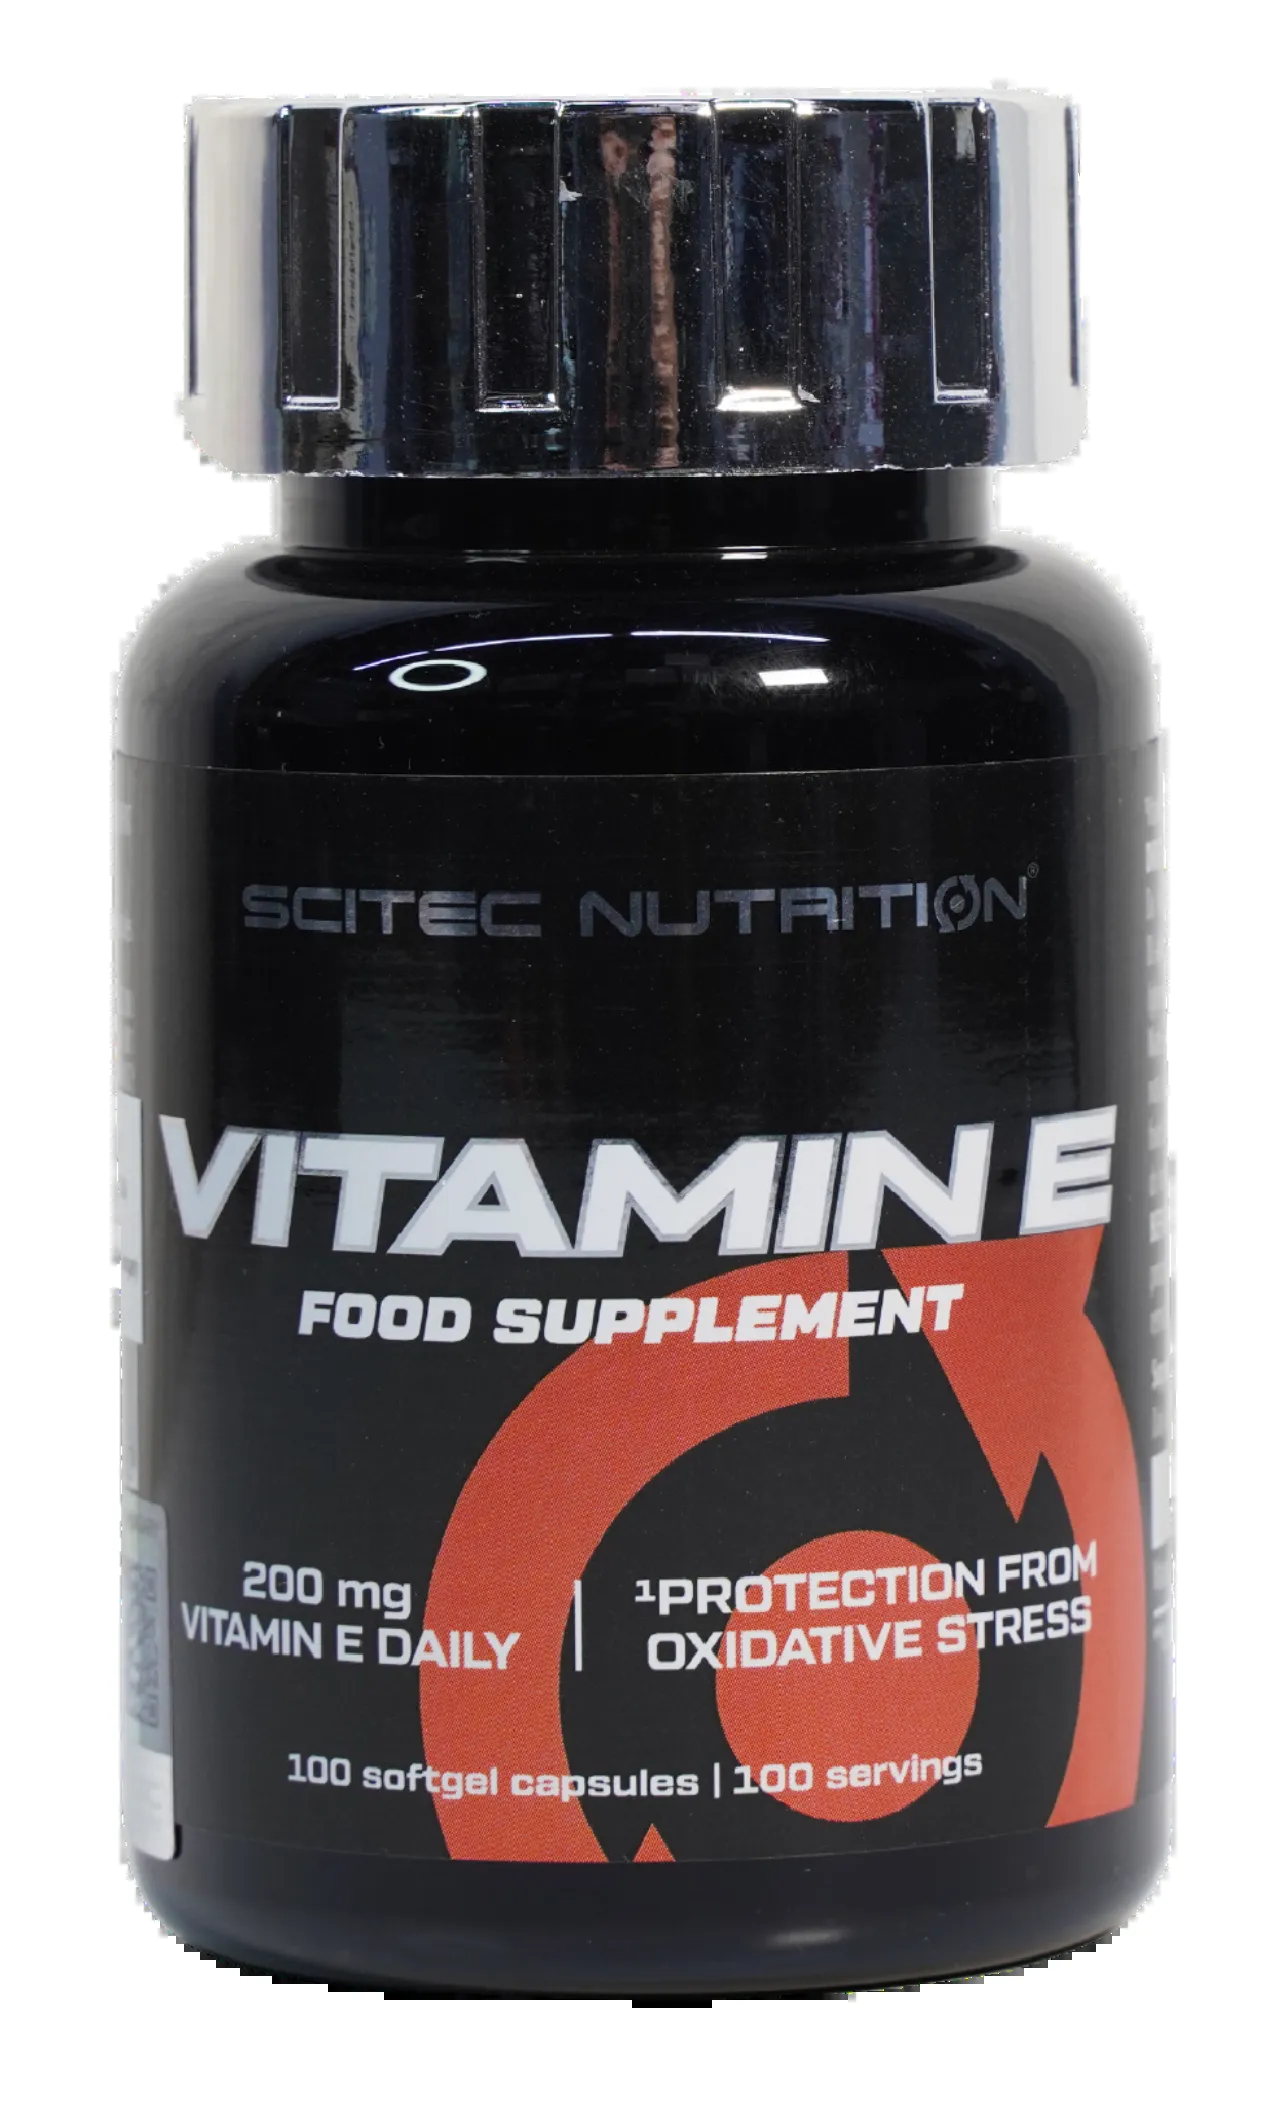 SCITEC NUTRITION®
VITAMIN E
FOOD SUPPLEMENT
200 mg
VITAMIN E DAILY
¹PROTECTION FROM
OXIDATIVE STRESS
100 softgel capsules | 100 servings